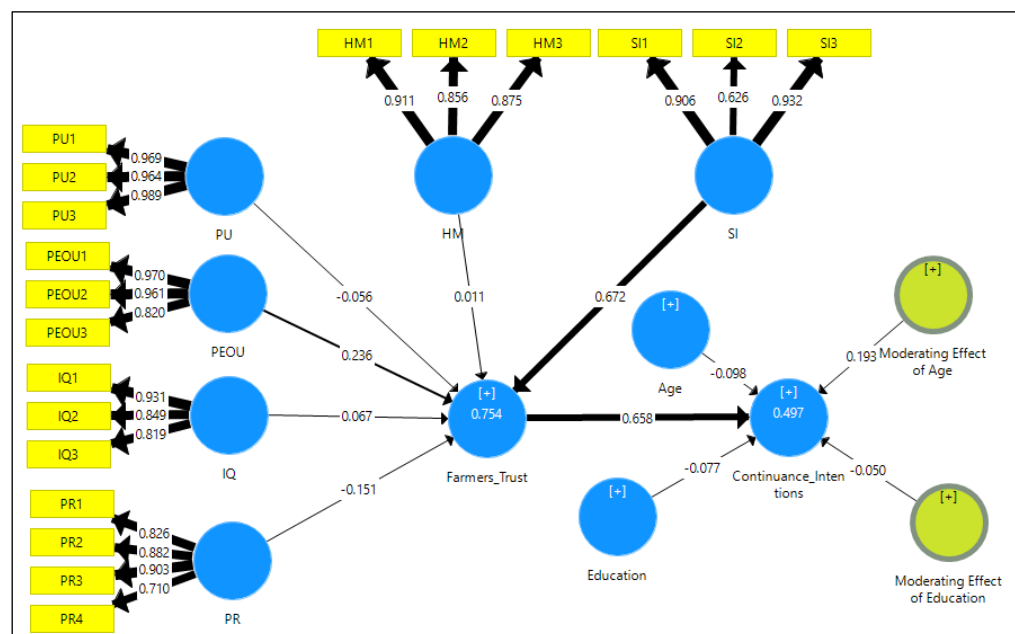 HM1
HM2
HM3
SI1
SI2
SI3
0.911
0.856
0.875
0.906
0.626
0.932
PU1
PU2
PU3
0.969
0.964
0.989
PU
HM
SI
PEOU1
PEOU2
PEOU3
0.970
0.961
0.820
PEOU
-0.056
0.011
0.672
0.236
[+]
Age
[+]
Moderating Effect
of Age
-0.098
0.193
IQ1
IQ2
IQ3
0.931
0.849
0.819
IQ
0.067
[+]
0.754
Farmers_Trust
0.658
[+]
0.497
Continuance_Inten
tions
-0.151
-0.077
-0.050
PR1
PR2
PR3
PR4
0.826
0.882
0.903
0.710
PR
[+]
Education
[+]
Moderating Effect
of Education